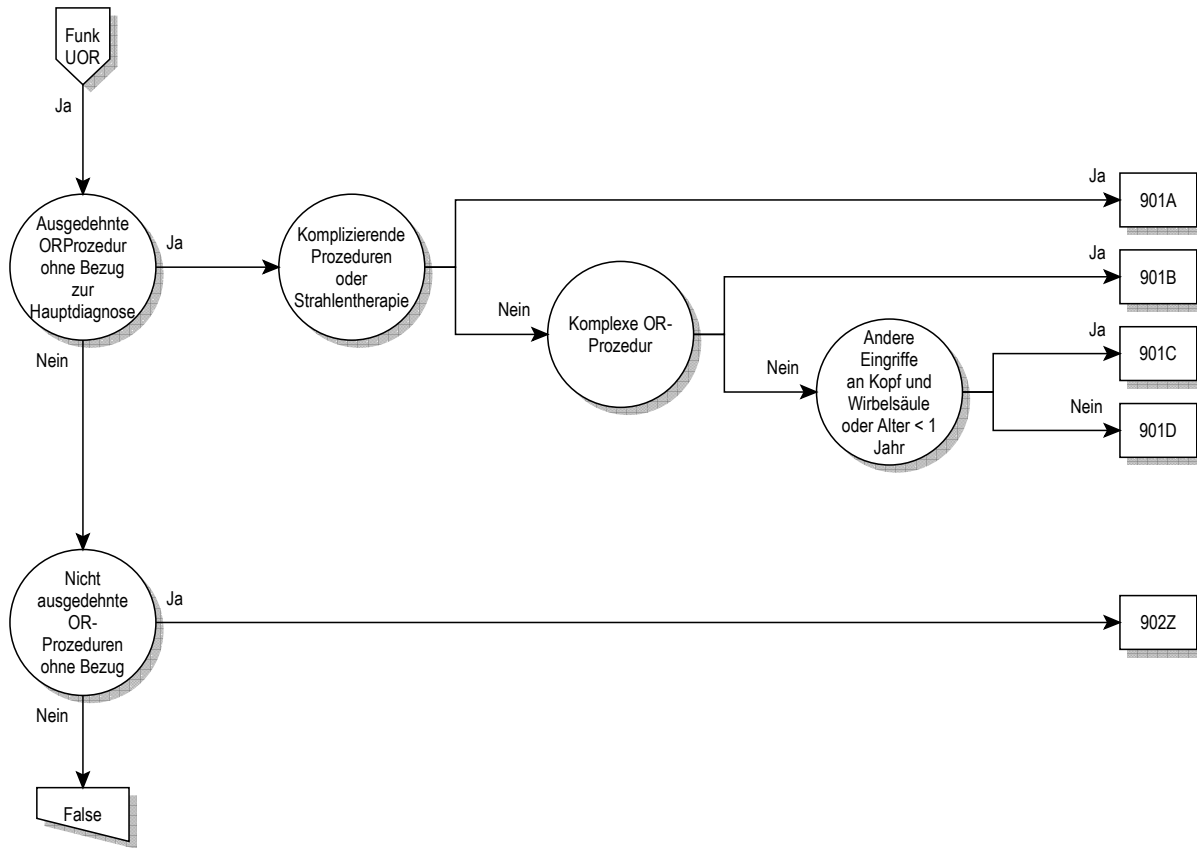 Funk
UOR
Ja
Ausgedehnte
ORProzedur
ohne Bezug
zur
Hauptdiagnose
Ja
Komplizierende
Prozeduren
oder
Strahlentherapie
Ja
901A
Nein
Komplexe OR-
Prozedur
Ja
901B
Nein
Andere
Eingriffe
an Kopf und
Wirbelsäule
oder Alter < 1
Jahr
Ja
901C
Nein
901D
Nein
Nicht
ausgedehnte
OR-
Prozeduren
ohne Bezug
Ja
902Z
Nein
False